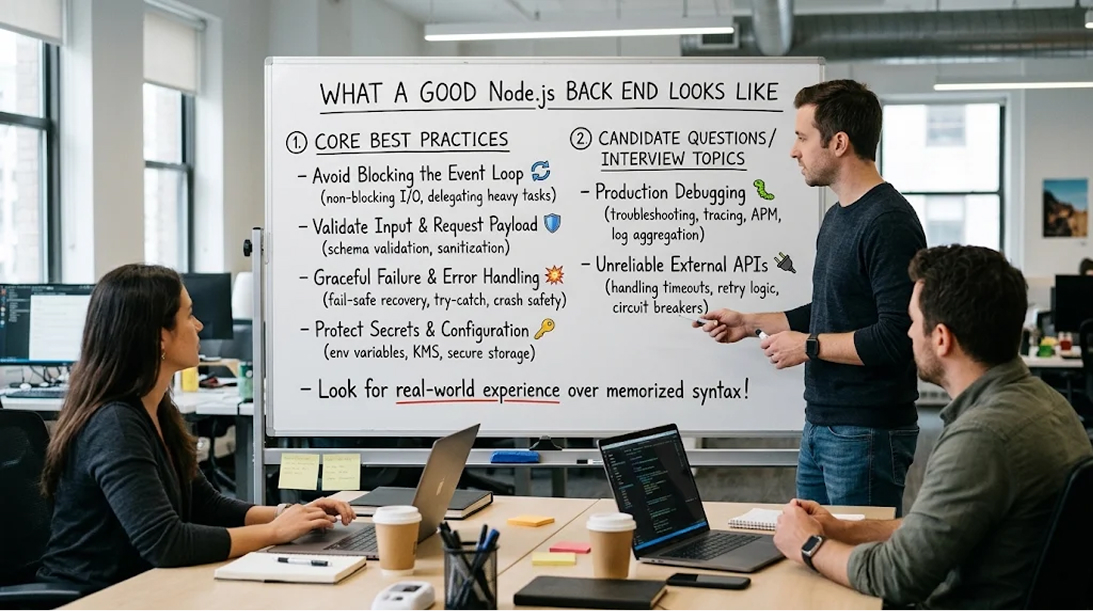 WHAT A GOOD Node.js BACK END LOOKS LIKE
1. CORE BEST PRACTICES
– Avoid Blocking the Event Loop 🔄
(non-blocking I/O, delegating heavy tasks)
– Validate Input & Request Payload 🛡️
(schema validation, sanitization)
– Graceful Failure & Error Handling 💥
(fail-safe recovery, try-catch, crash safety)
– Protect Secrets & Configuration 🔑
(env variables, KMS, secure storage)
2. CANDIDATE QUESTIONS/
INTERVIEW TOPICS
– Production Debugging 🐛
(troubleshooting, tracing, APM,
log aggregation)
– Unreliable External APIs 🔌
(handling timeouts, retry logic,
circuit breakers)
– Look for real-world experience over memorized syntax!